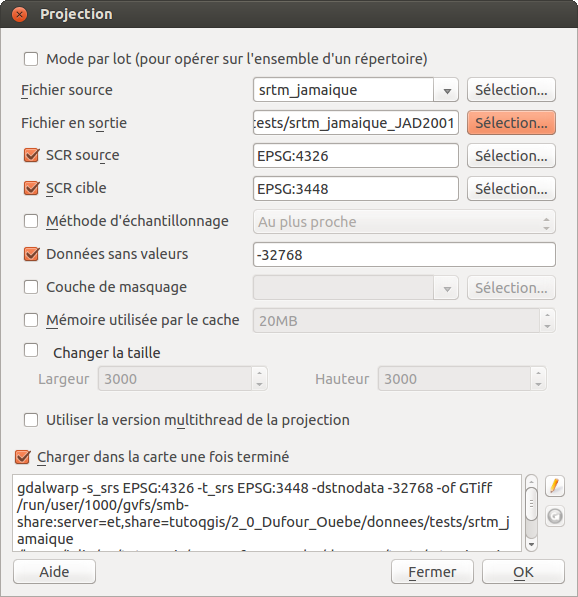 Projection
Mode par lot (pour opérer sur l'ensemble d'un répertoire)
Fichier source srtm_jamaique Sélection...
Fichier en sortie tests/srtm_jamaique_JAD2001 Sélection...
SCR source EPSG:4326 Sélection...
SCR cible EPSG:3448 Sélection...
Méthode d'échantillonnage Au plus proche
Données sans valeurs -32768
Couche de masquage Sélection...
Mémoire utilisée par le cache 20MB
Changer la taille
Largeur 3000 Hauteur 3000
Utiliser la version multithread de la projection
Charger dans la carte une fois terminé
gdalwarp -s_srs EPSG:4326 -t_srs EPSG:3448 -dstnodata -32768 -of GTiff
/run/user/1000/gvfs/smb-
share:server=et,share=tutoqgis/2_0_Dufour_Ouebe/donnees/tests/srtm_j
amaique
Aide Fermer OK